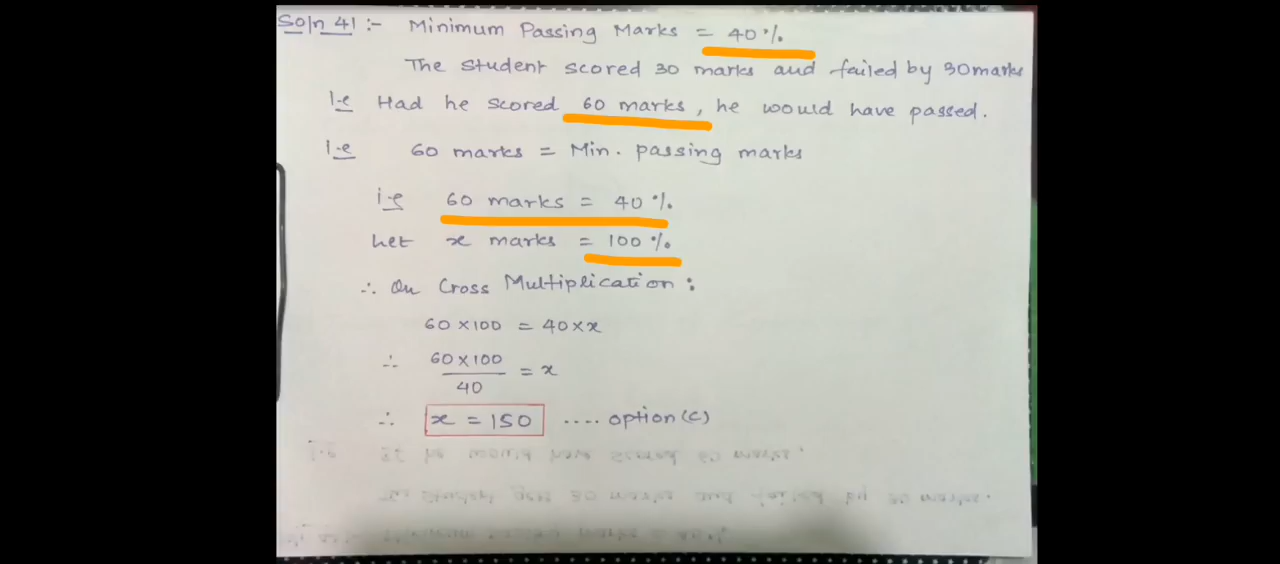 Soln 41 :- Minimum Passing Marks = 40%
The student scored 30 marks and failed by 30 marks
I.e Had he scored 60 marks, he would have passed.
I.e 60 marks = Min. passing marks
i.e 60 marks = 40%
Let x marks = 100%
∴ On Cross Multiplication:
60 × 100 = 40 × x
∴ 60 × 100 / 40 = x
∴ x = 150 .... option (c)